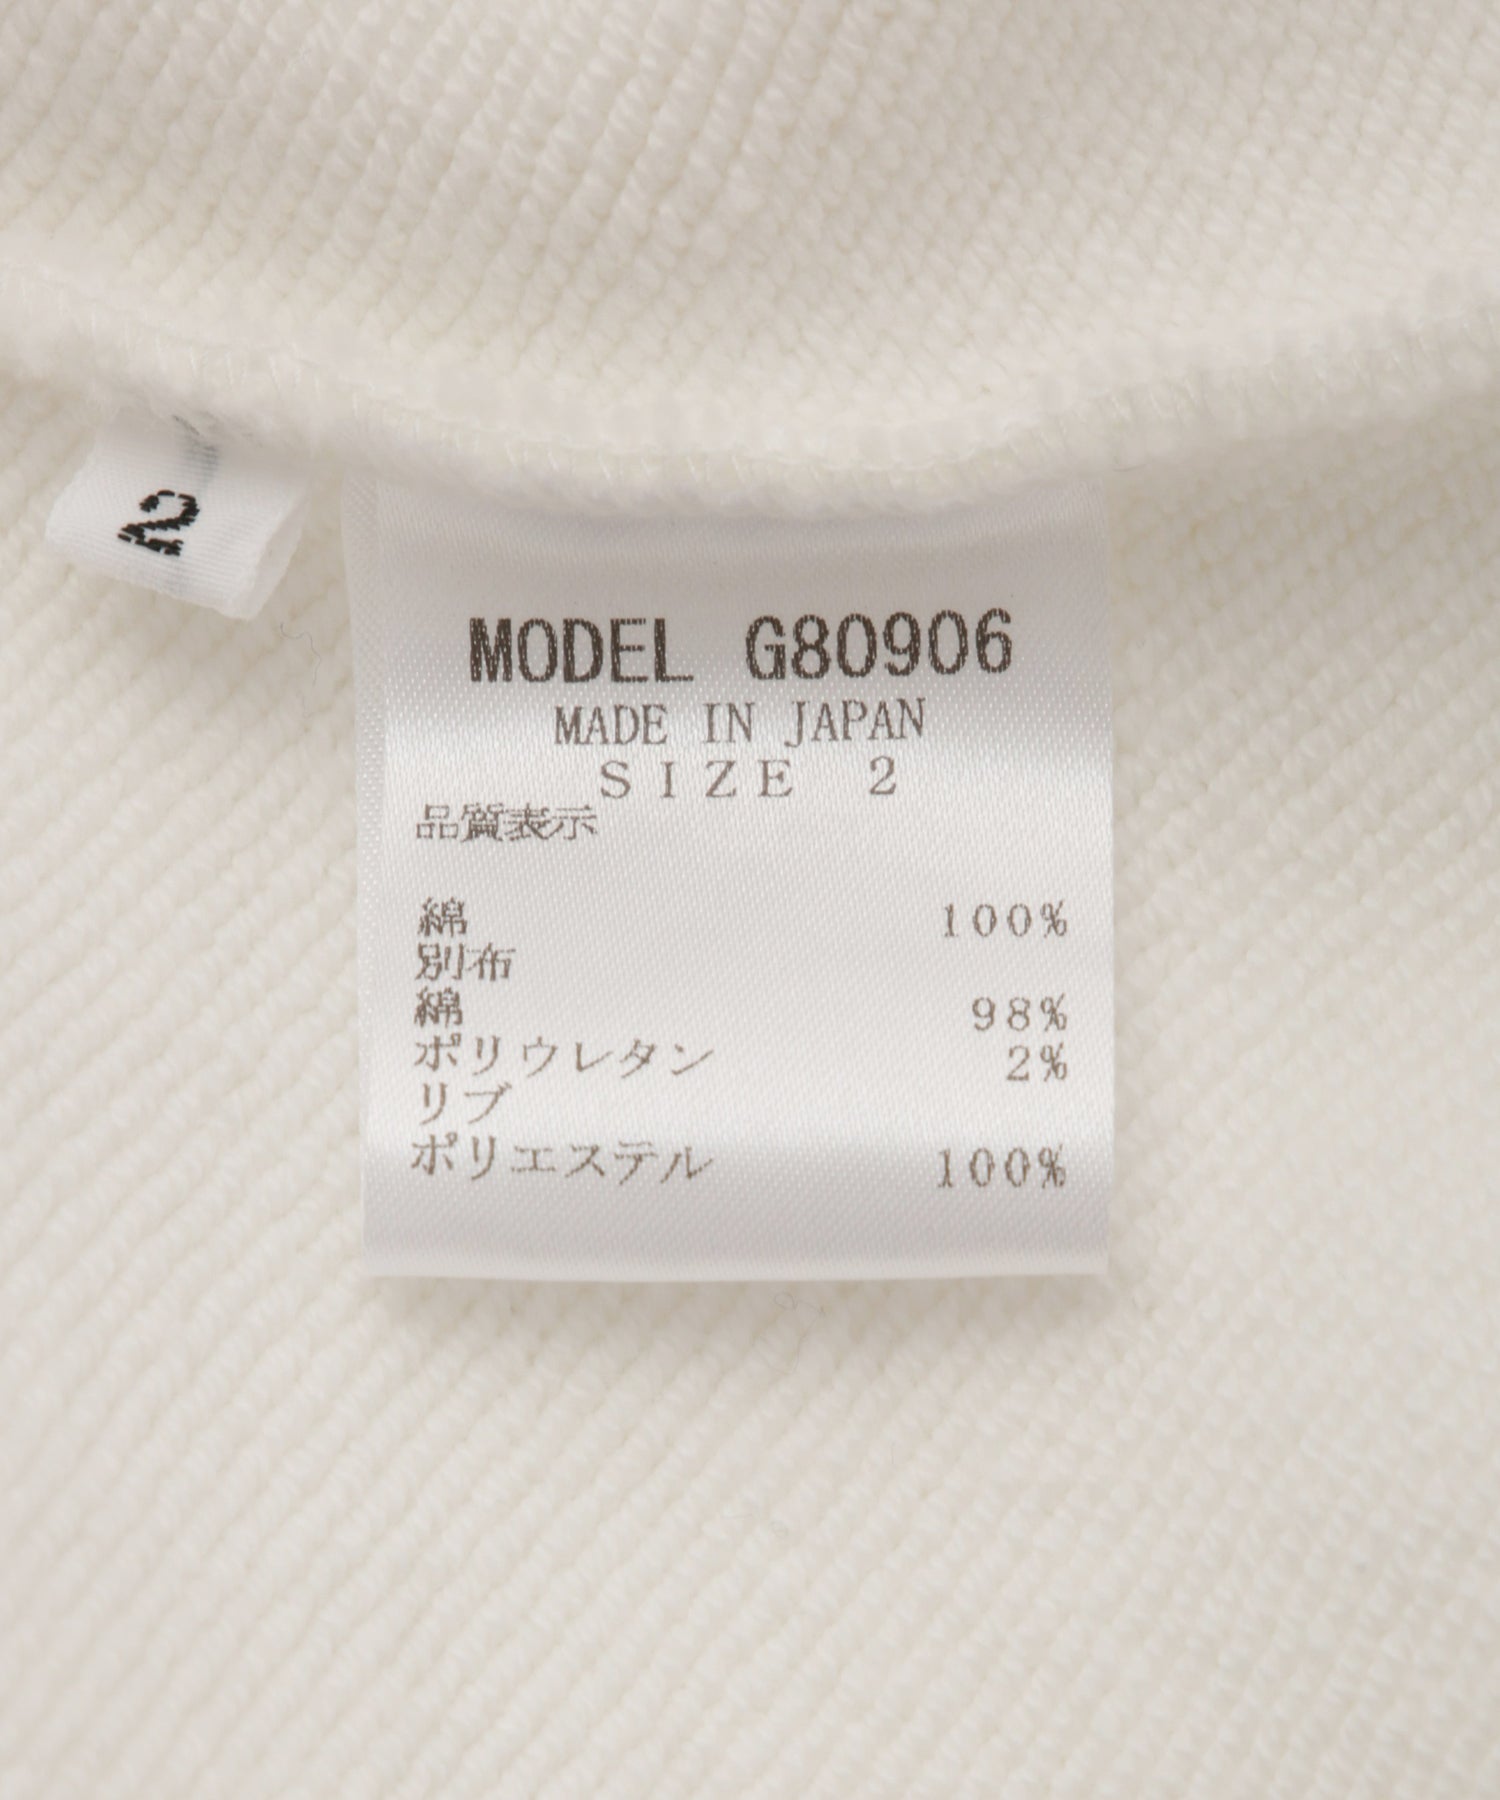 2
MODEL G80906
MADE IN JAPAN
SIZE 2
品質表示
綿 100%
別布
綿 98%
ポリウレタン 2%
リブ
ポリエステル 100%